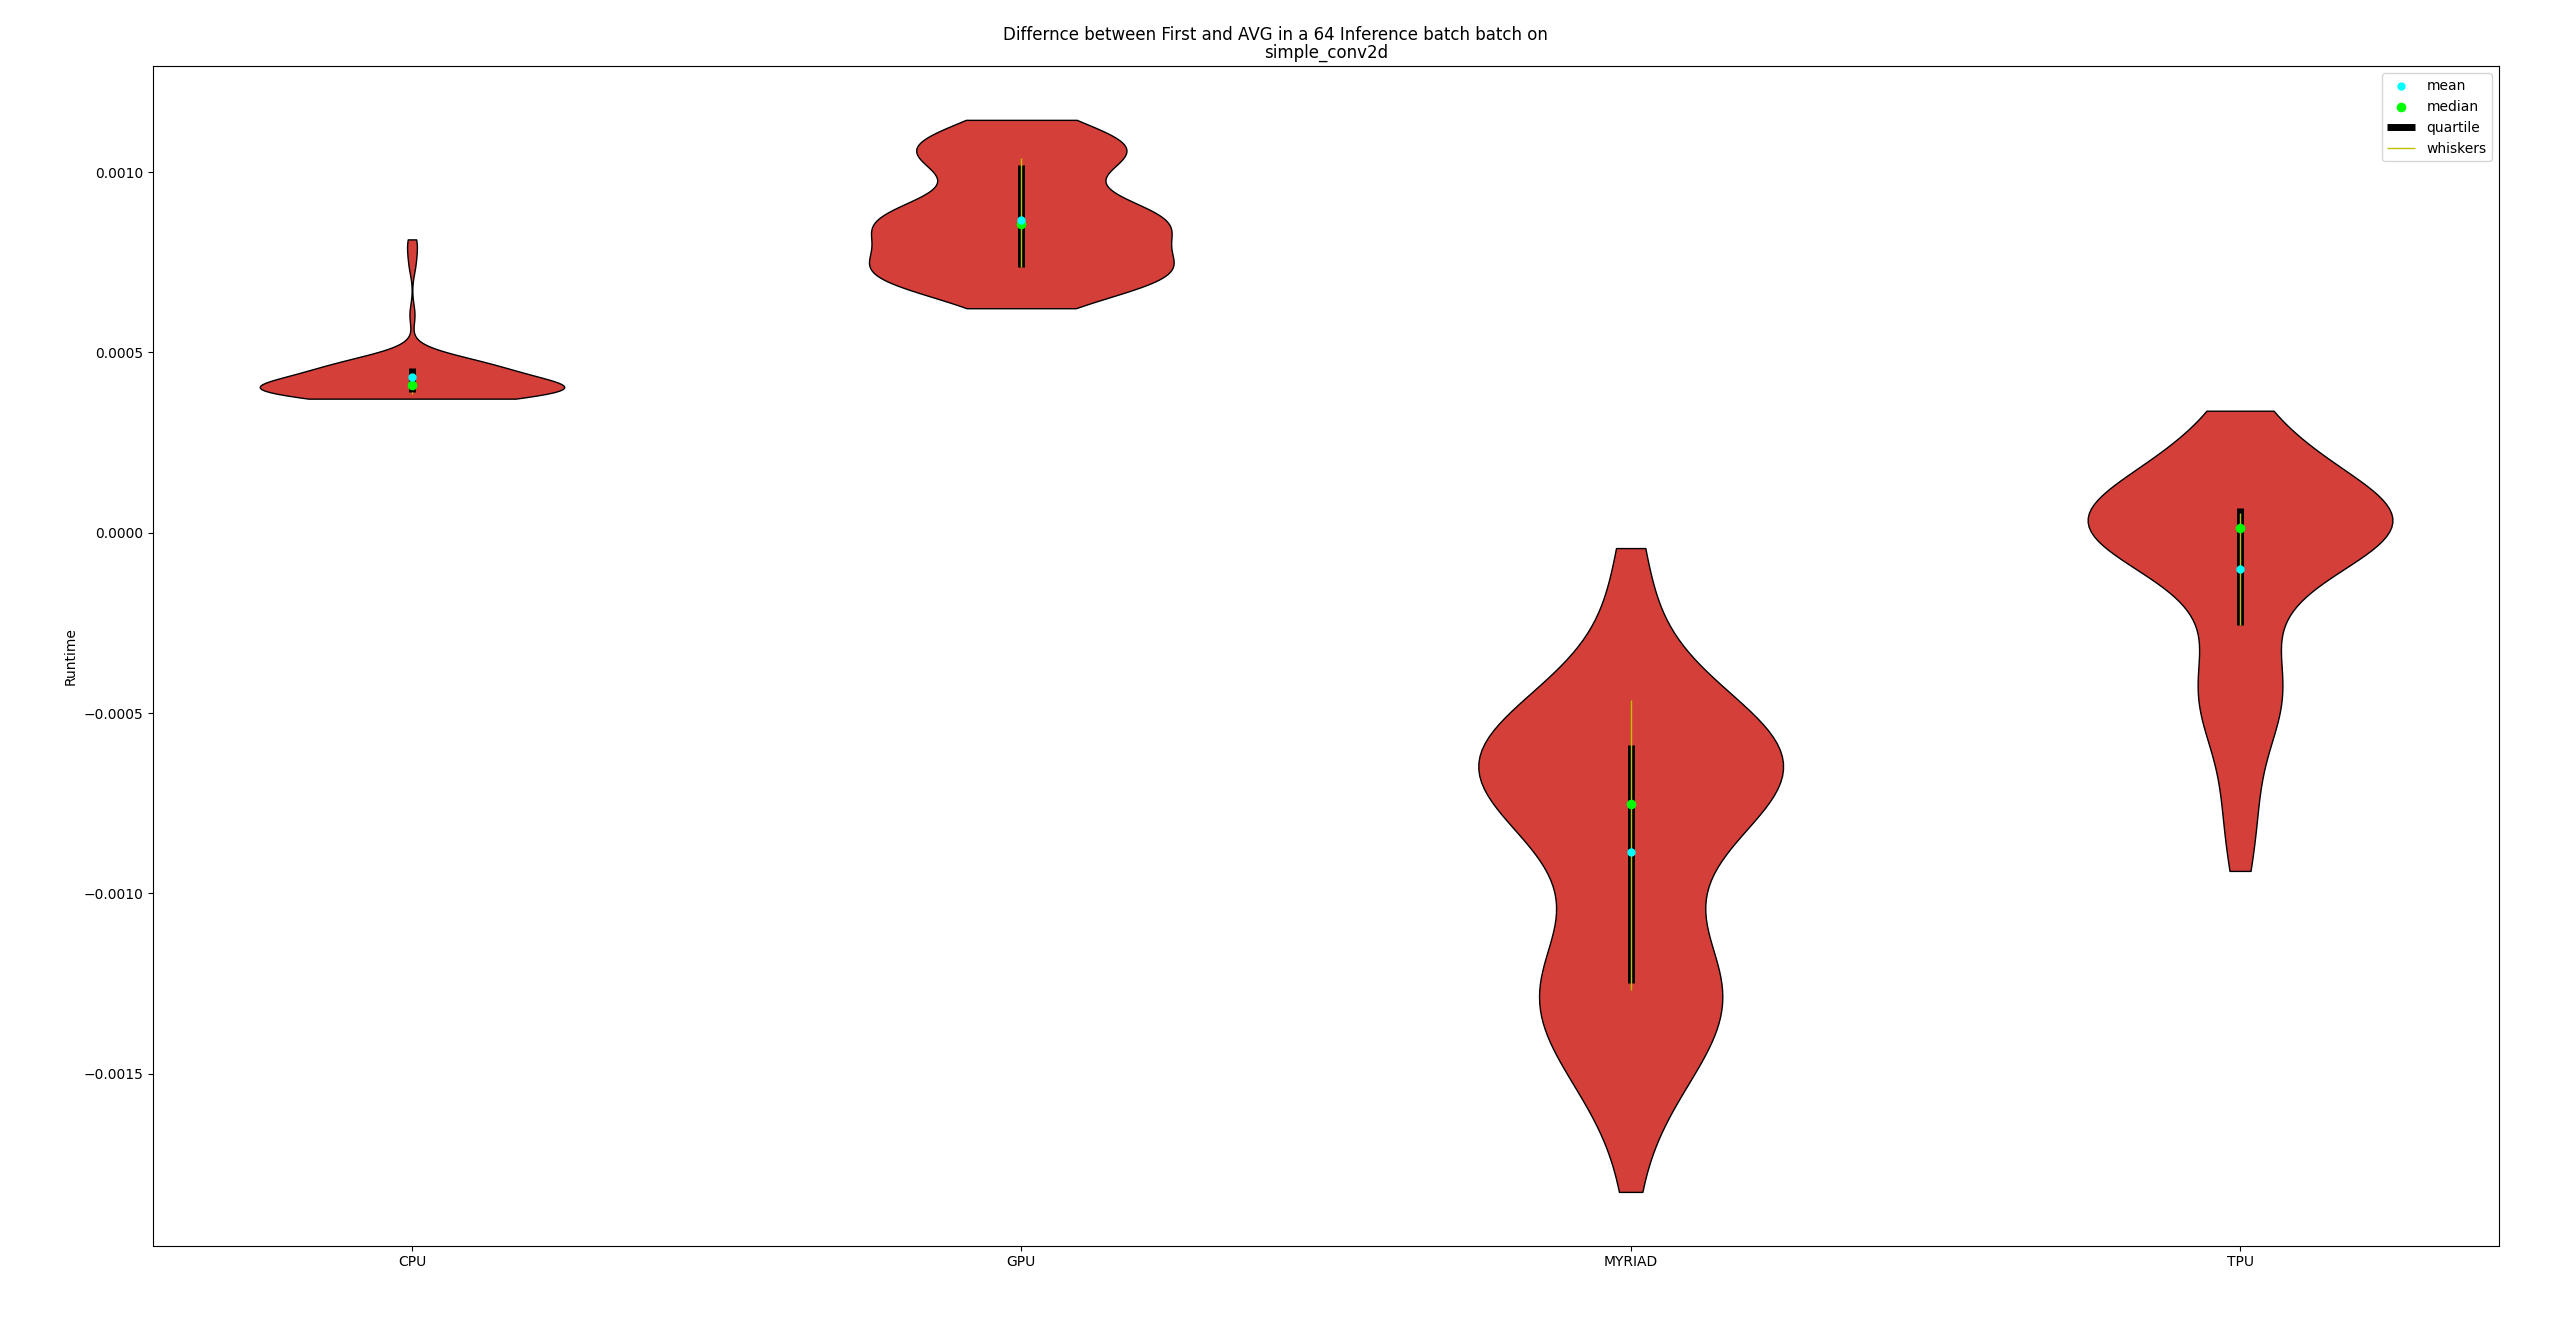 Differnce between First and AVG in a 64 Inference batch batch on
simple_conv2d
mean
median
quartile
whiskers
0.0010
0.0005
0.0000
−0.0005
−0.0010
−0.0015
Runtime
CPU
GPU
MYRIAD
TPU